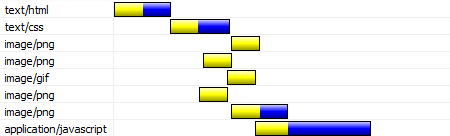 text/html
text/css
image/png
image/png
image/gif
image/png
image/png
application/javascript